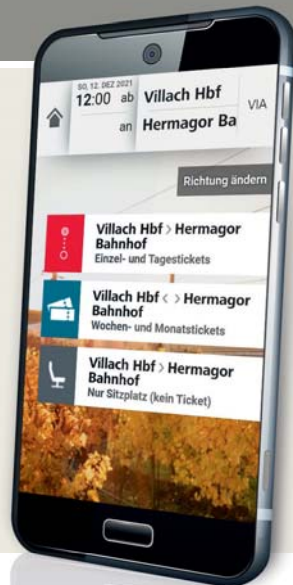 SO, 12. DEZ 2021
12:00 ab Villach Hbf
VIA
an Hermagor Ba
Richtung ändern
Villach Hbf > Hermagor
Bahnhof
Einzel- und Tagestickets
Villach Hbf < > Hermagor
Bahnhof
Wochen- und Monatstickets
Villach Hbf > Hermagor
Bahnhof
Nur Sitzplatz (kein Ticket)